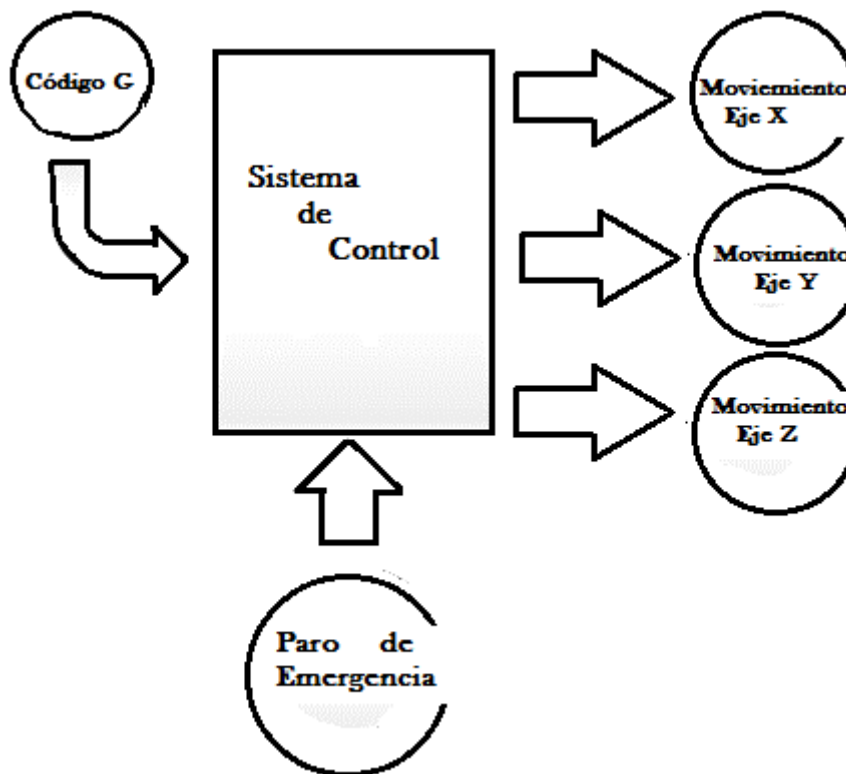 Código G
Sistema
de
Control
Moviemiento
Eje X
Movimiento
Eje Y
Movimiento
Eje Z
Paro de
Emergencia